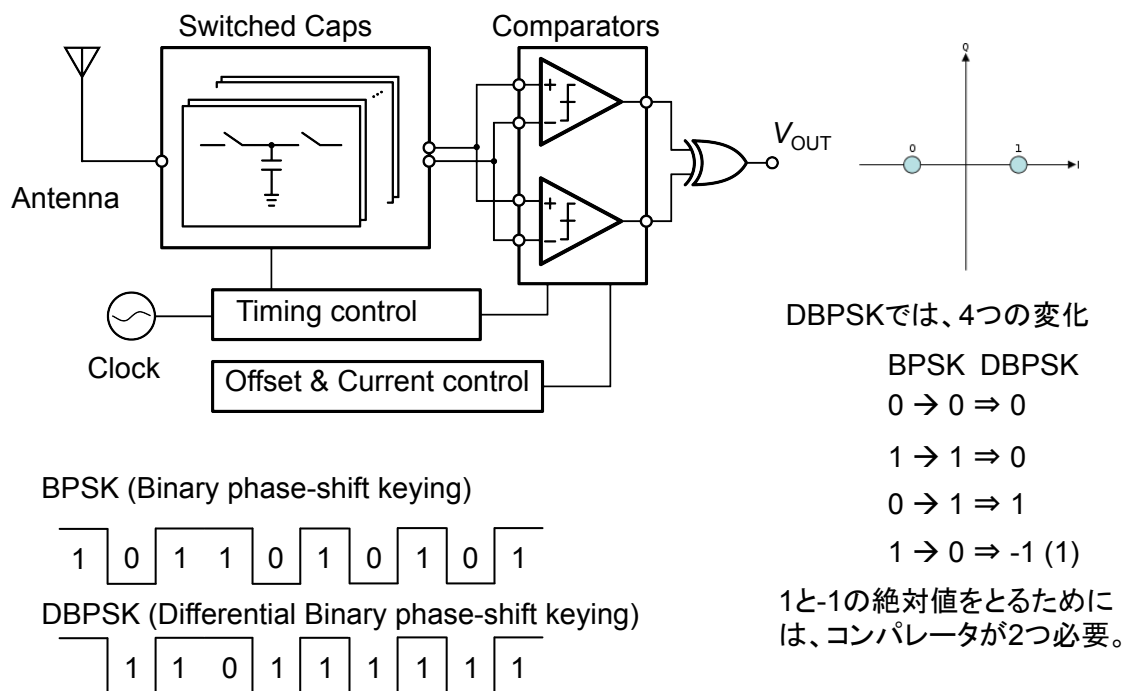 Switched Caps
Comparators
Antenna
+
−
+
−
V_OUT
Q
0
1
I
Clock
Timing control
Offset & Current control
DBPSKでは、4つの変化
BPSK DBPSK
0 → 0 ⇒ 0
1 → 1 ⇒ 0
0 → 1 ⇒ 1
1 → 0 ⇒ -1 (1)
1と-1の絶対値をとるために
は、コンパレータが2つ必要。
BPSK (Binary phase-shift keying)
1 0 1 1 0 1 0 1 0 1
DBPSK (Differential Binary phase-shift keying)
1 1 0 1 1 1 1 1 1